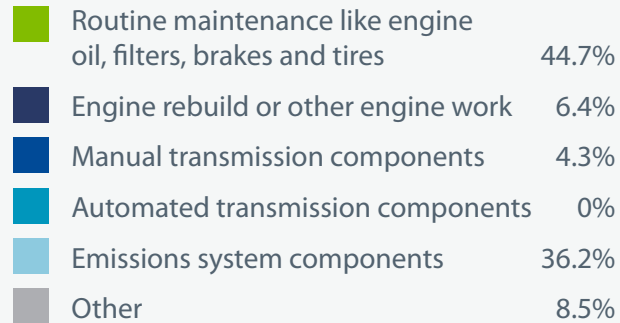 Routine maintenance like engine
oil, filters, brakes and tires 44.7%
Engine rebuild or other engine work 6.4%
Manual transmission components 4.3%
Automated transmission components 0%
Emissions system components 36.2%
Other 8.5%